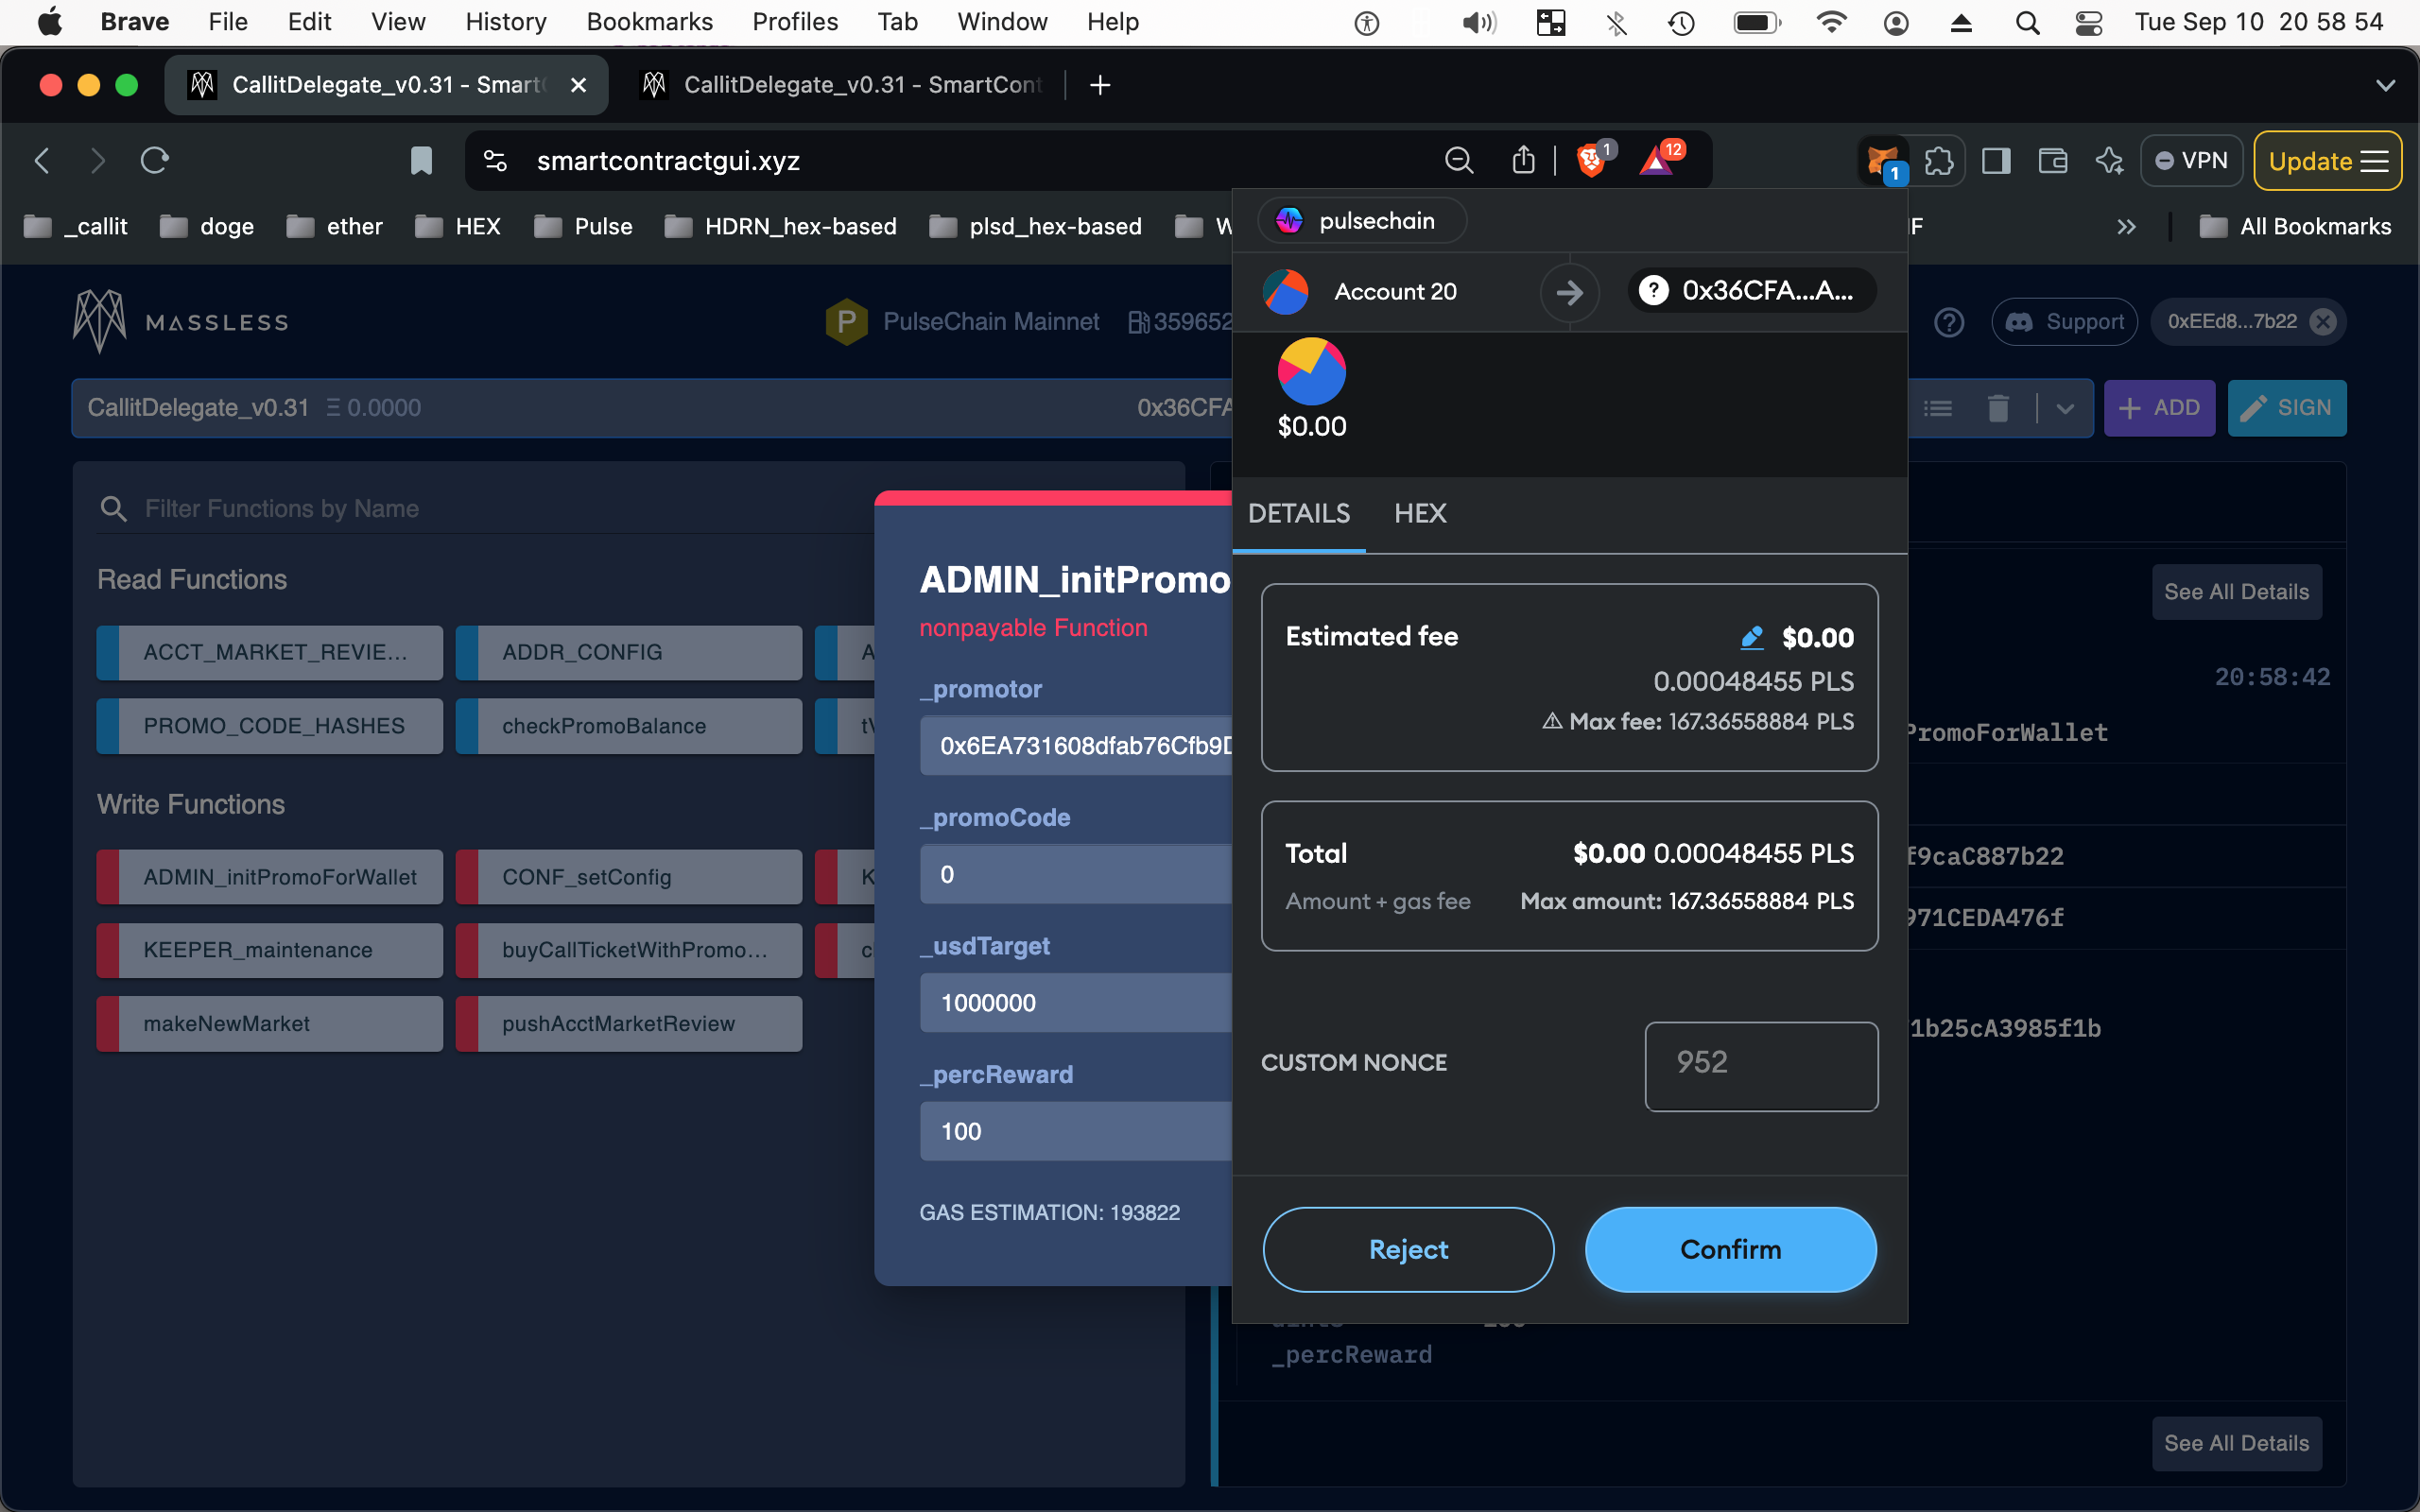 Brave File Edit View History Bookmarks Profiles Tab Window Help Tue Sep 10 20 58 54
CallitDelegate_v0.31 - Smart CallitDelegate_v0.31 - SmartCont
smartcontractgui.xyz 1 12 1 VPN Update
_callit doge ether HEX Pulse HDRN_hex-based plsd_hex-based W All Bookmarks
pulsechain
Account 20 0x36CFA...A...
MASSLESS P PulseChain Mainnet 359652 Support 0xEEd8...7b22
$0.00
CallitDelegate_v0.31 Ξ 0.0000 0x36CFA ADD SIGN
Filter Functions by Name
DETAILS HEX
Read Functions
ACCT_MARKET_REVIE... ADDR_CONFIG A
PROMO_CODE_HASHES checkPromoBalance
Write Functions
ADMIN_initPromoForWallet CONF_setConfig K
KEEPER_maintenance buyCallTicketWithPromo... c
makeNewMarket pushAcctMarketReview
ADMIN_initPromo
nonpayable Function
_promotor
0x6EA731608dfab76Cfb9D
_promoCode
0
_usdTarget
1000000
_percReward
100
GAS ESTIMATION: 193822
Estimated fee $0.00
0.00048455 PLS
Max fee: 167.36558884 PLS
Total $0.00 0.00048455 PLS
Amount + gas fee Max amount: 167.36558884 PLS
CUSTOM NONCE 952
Reject Confirm
See All Details
20:58:42
PromoForWallet
f9caC887b22
971CEDA476f
1b25cA3985f1b
_percReward
See All Details